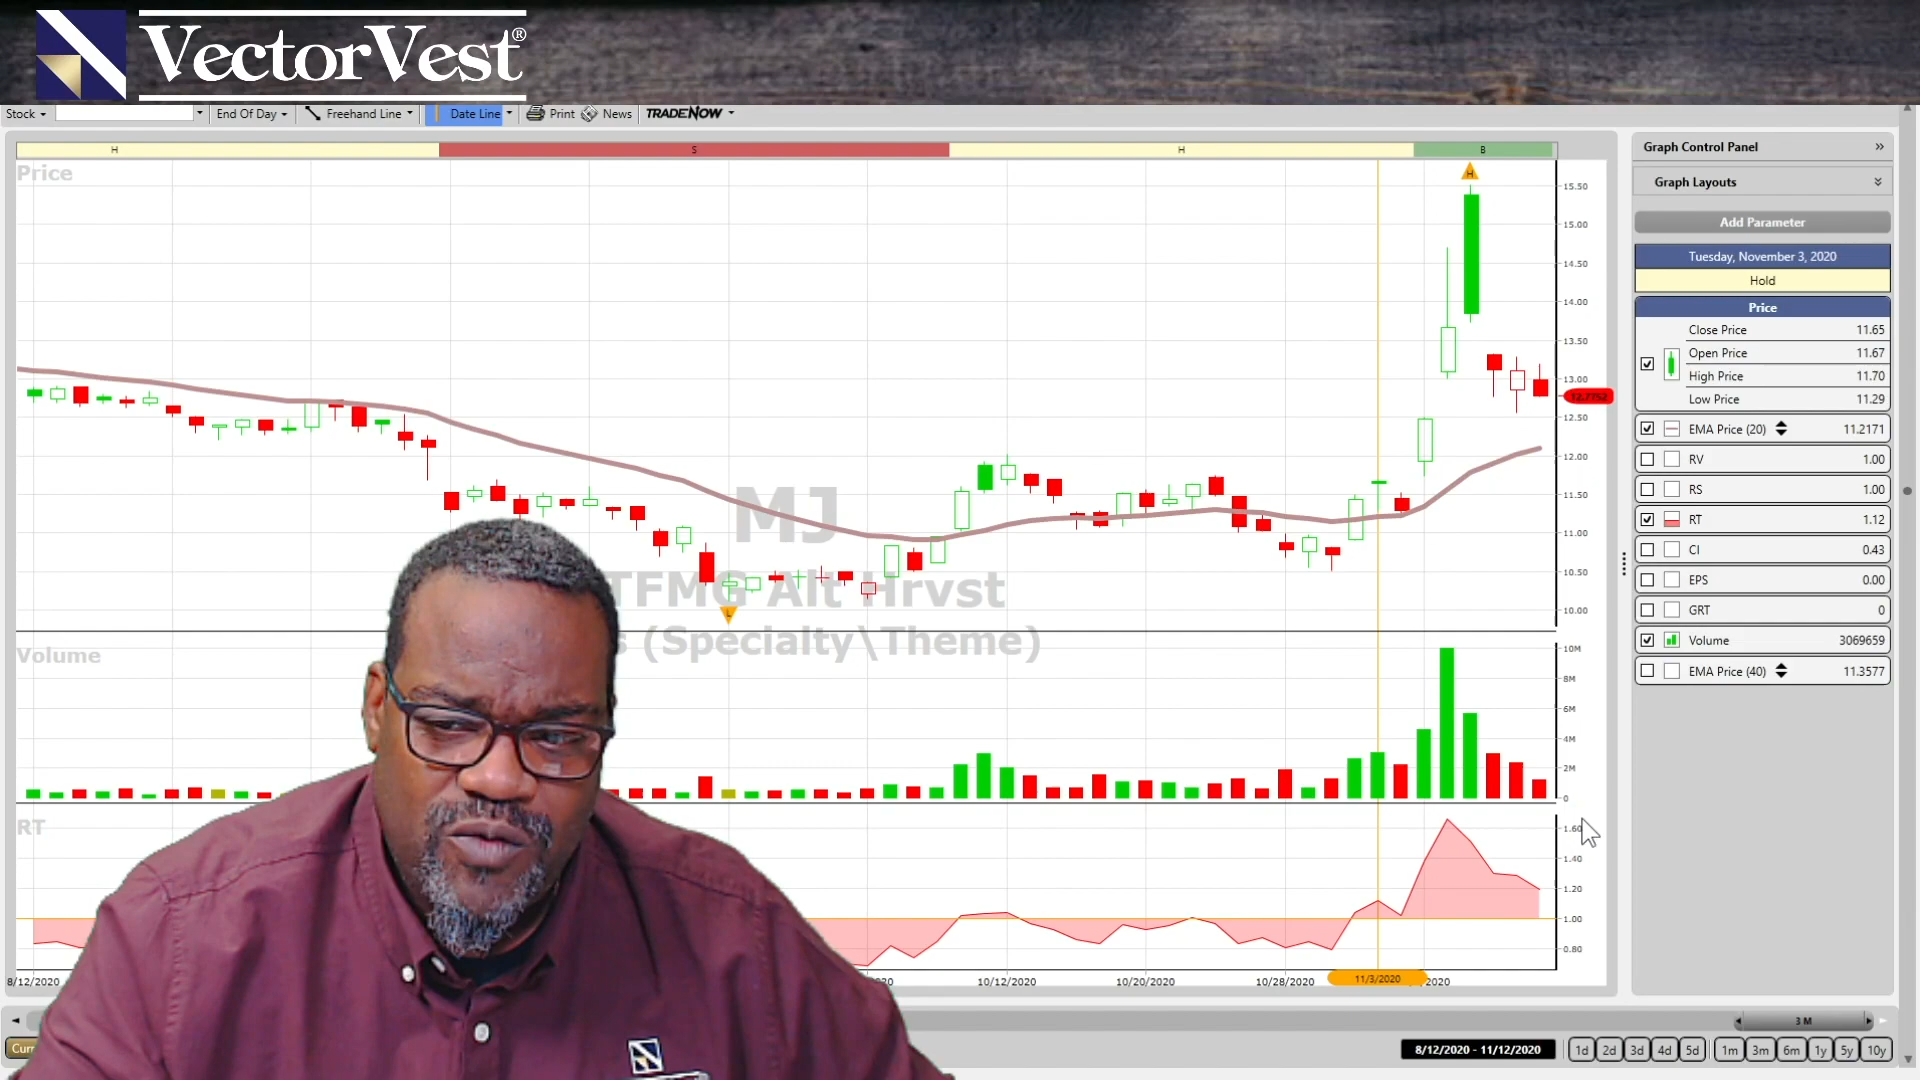 VectorVest®
Stock
End Of Day
Freehand Line
Date Line
Print
News
TRADENOW
H
S
H
B
Price
H
15.50
15.00
14.50
14.00
13.50
13.00
12.7752
12.50
12.00
11.50
11.00
10.50
10.00
MJ
TFMG Alt Hrvst
s (Specialty\Theme)
L
Volume
10M
8M
6M
4M
2M
0
RT
1.60
1.40
1.20
1.00
0.80
8/12/2020
10/12/2020
10/20/2020
10/28/2020
11/3/2020
2020
Graph Control Panel
Graph Layouts
Add Parameter
Tuesday, November 3, 2020
Hold
Price
Close Price 11.65
Open Price 11.67
High Price 11.70
Low Price 11.29
EMA Price (20) 11.2171
RV 1.00
RS 1.00
RT 1.12
CI 0.43
EPS 0.00
GRT 0
Volume 3069659
EMA Price (40) 11.3577
3 M
Curr
8/12/2020 - 11/12/2020
1d 2d 3d 4d 5d 1m 3m 6m 1y 5y 10y